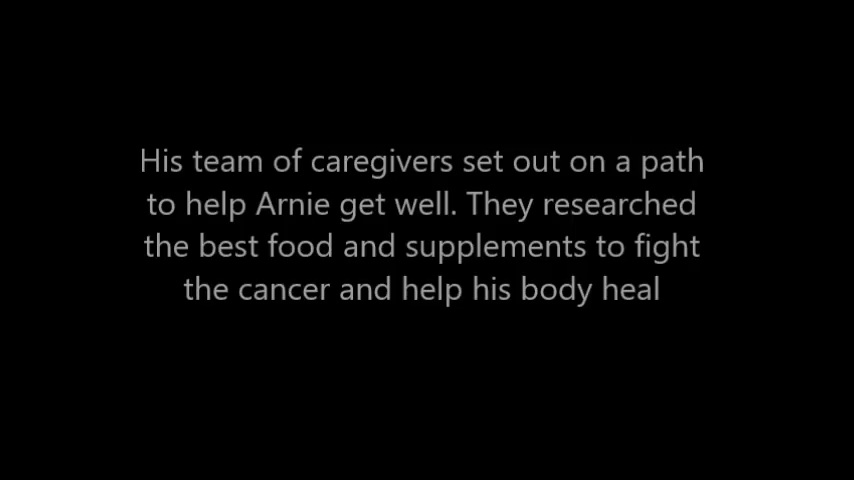 His team of caregivers set out on a path
to help Arnie get well. They researched
the best food and supplements to fight
the cancer and help his body heal